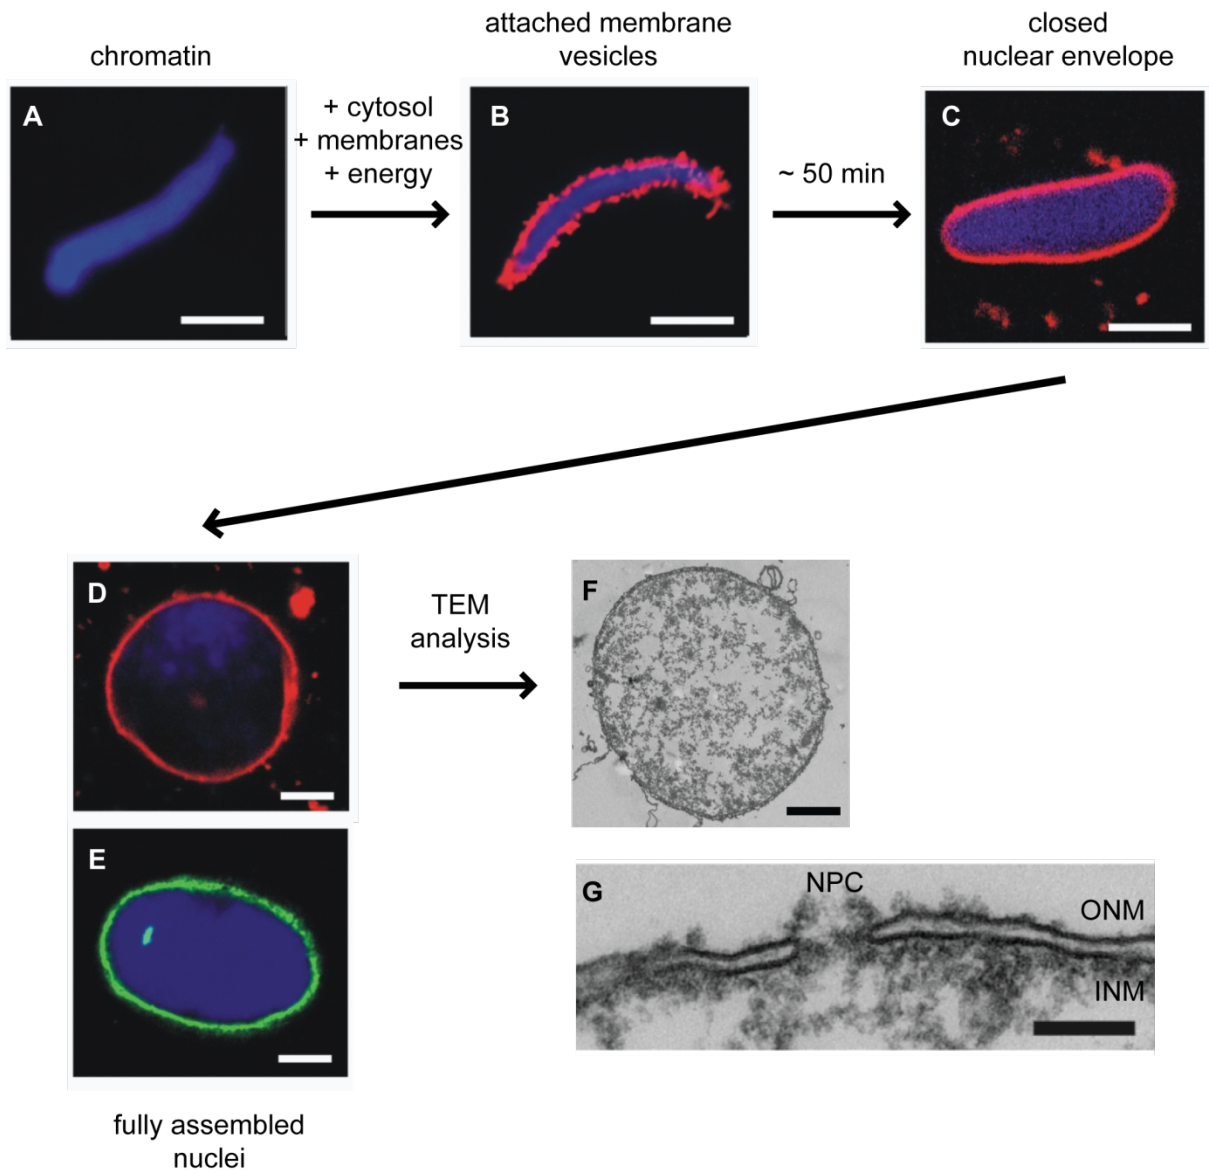 chromatin
+ cytosol
+ membranes
+ energy
attached membrane
vesicles
~ 50 min
closed
nuclear envelope
A
B
C
D
TEM
analysis
F
E
G
NPC
ONM
INM
fully assembled
nuclei